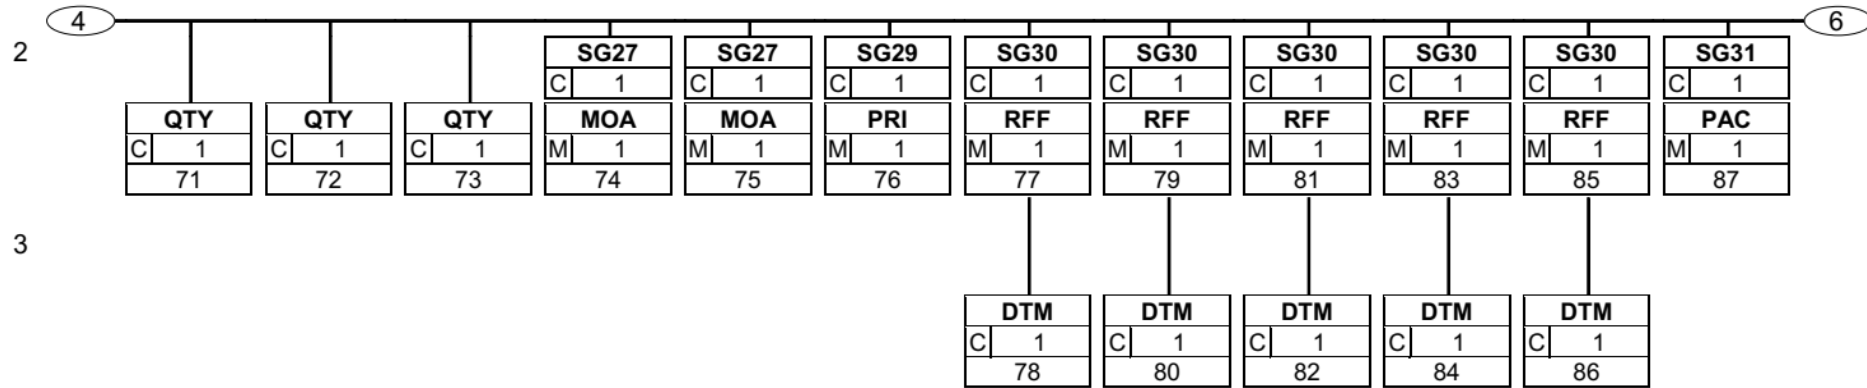 4 6
2 SG27 SG27 SG29 SG30 SG30 SG30 SG30 SG30 SG31
C 1 C 1 C 1 C 1 C 1 C 1 C 1 C 1 C 1
QTY QTY QTY MOA MOA PRI RFF RFF RFF RFF RFF PAC
C 1 C 1 C 1 M 1 M 1 M 1 M 1 M 1 M 1 M 1 M 1 M 1
71 72 73 74 75 76 77 79 81 83 85 87
3
DTM DTM DTM DTM DTM
C 1 C 1 C 1 C 1 C 1
78 80 82 84 86